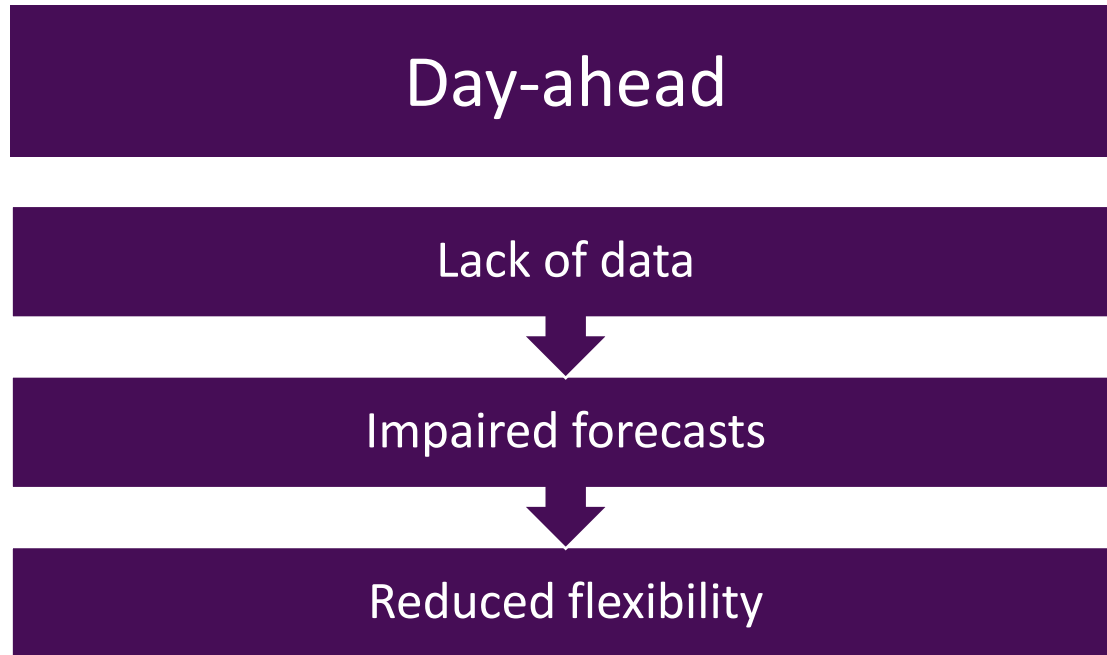 Day-ahead
Lack of data
Impaired forecasts
Reduced flexibility